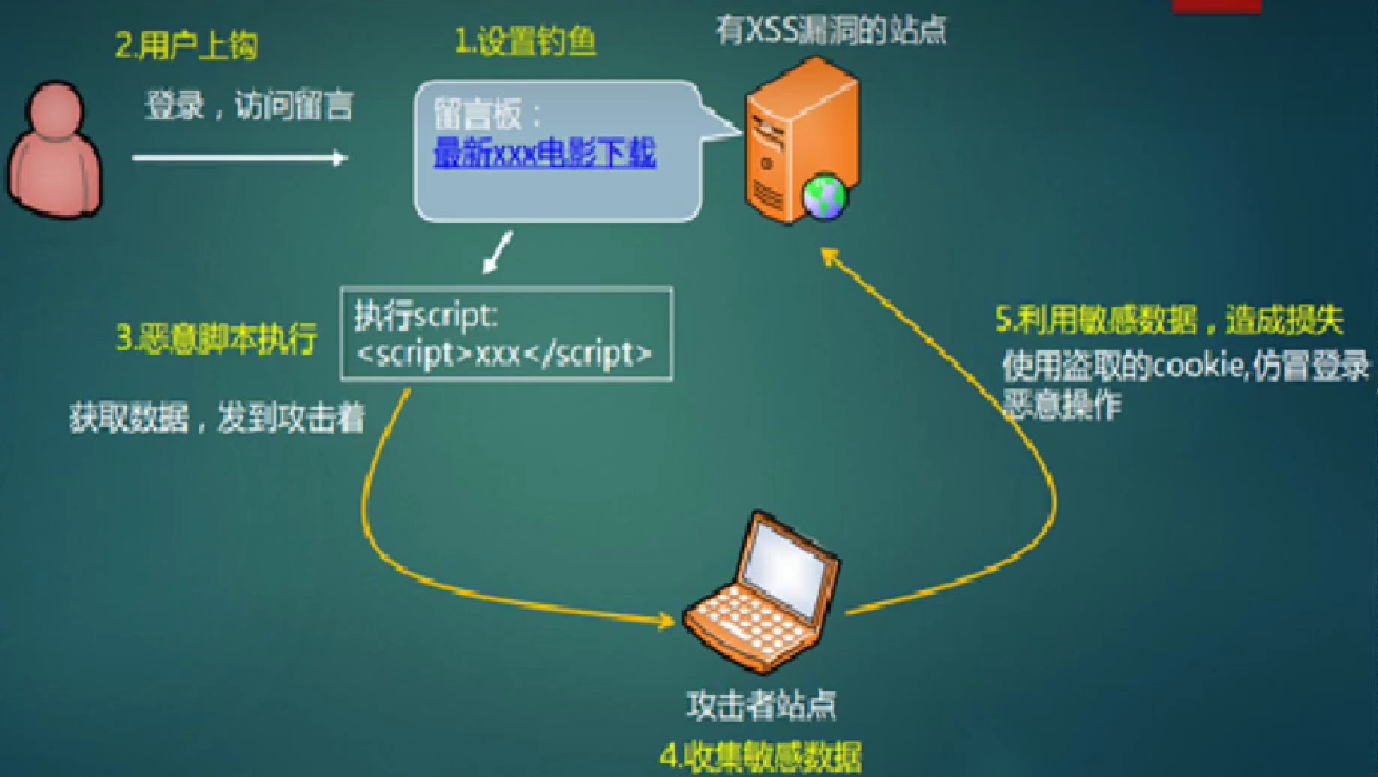 有XSS漏洞的站点
1.设置钓鱼
2.用户上钩
登录，访问留言
留言板：
最新xxx电影下载
执行script:
<script>xxx</script>
3.恶意脚本执行
获取数据，发到攻击着
5.利用敏感数据，造成损失
使用盗取的cookie,仿冒登录
恶意操作
攻击者站点
4.收集敏感数据